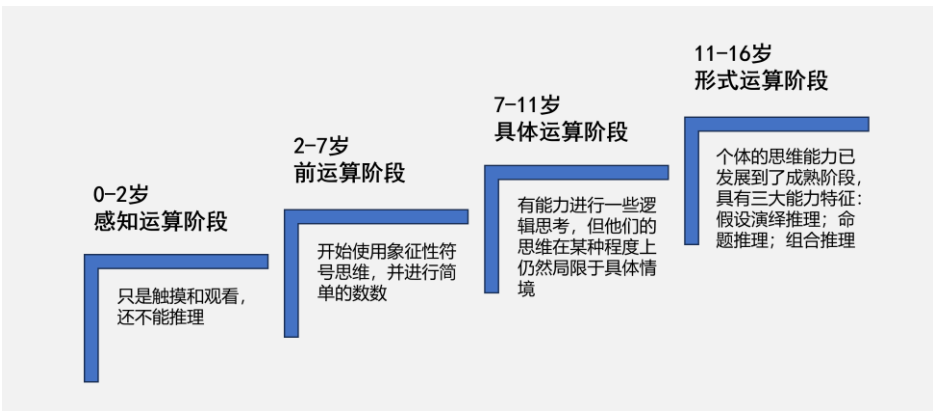 0-2岁
感知运算阶段
只是触摸和观看，
还不能推理
2-7岁
前运算阶段
开始使用象征性符
号思维，并进行简
单的数数
7-11岁
具体运算阶段
有能力进行一些逻
辑思考，但他们的
思维在某种程度上
仍然局限于具体情
境
11-16岁
形式运算阶段
个体的思维能力已
发展到了成熟阶段，
具有三大能力特征：
假设演绎推理；命
题推理；组合推理